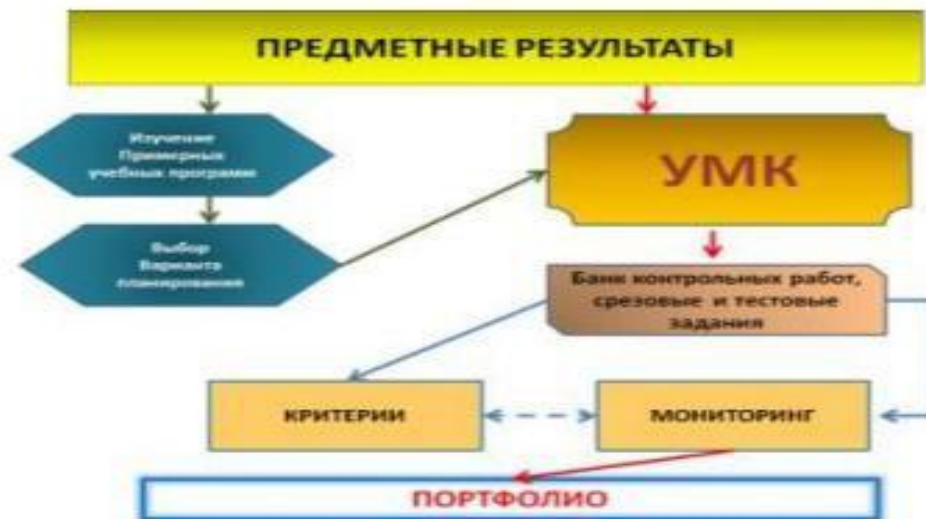 ПРЕДМЕТНЫЕ РЕЗУЛЬТАТЫ
Изучение
Примерных
учебных программ
УМК
Выбор
Варианта
планирования
Банк контрольных работ,
срезовые и тестовые
задания
КРИТЕРИИ
МОНИТОРИНГ
ПОРТФОЛИО